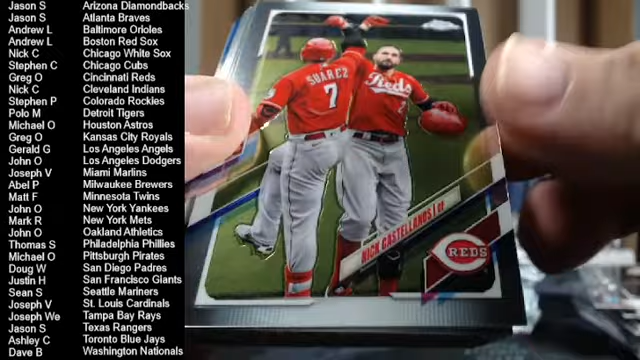 Jason S Arizona Diamondbacks
Jason S Atlanta Braves
Andrew L Baltimore Orioles
Andrew L Boston Red Sox
Nick C Chicago White Sox
Stephen C Chicago Cubs
Greg O Cincinnati Reds
Nick C Cleveland Indians
Stephen P Colorado Rockies
Polo M Detroit Tigers
Michael O Houston Astros
Greg O Kansas City Royals
Gerald G Los Angeles Angels
John O Los Angeles Dodgers
Joseph V Miami Marlins
Abel P Milwaukee Brewers
Matt F Minnesota Twins
John O New York Yankees
Mark R New York Mets
John O Oakland Athletics
Thomas S Philadelphia Phillies
Michael O Pittsburgh Pirates
Doug W San Diego Padres
Justin H San Francisco Giants
Sean S Seattle Mariners
Joseph V St. Louis Cardinals
Joseph We Tampa Bay Rays
Jason S Texas Rangers
Ashley C Toronto Blue Jays
Dave B Washington Nationals
SUAREZ
7
Reds
NICK CASTELLANOS | OF
REDS